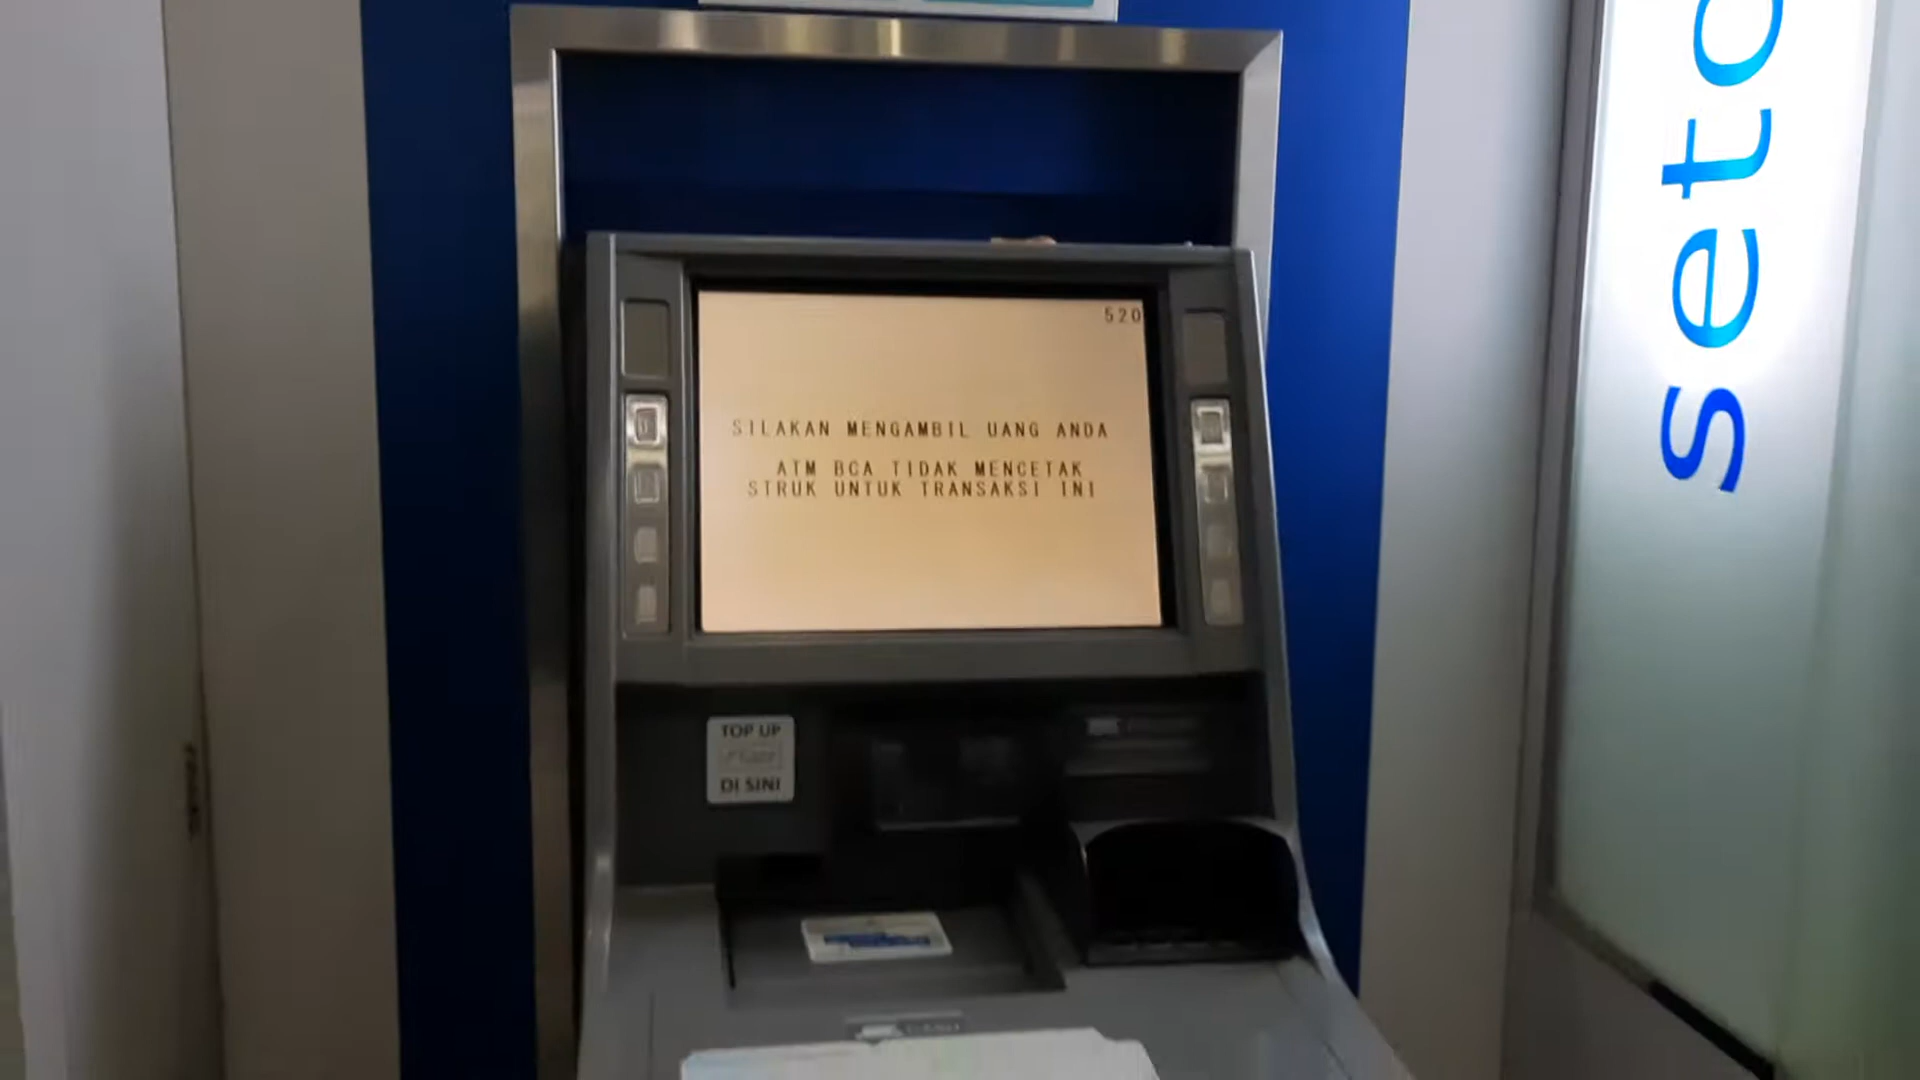 520
SILAKAN MENGAMBIL UANG ANDA
ATM BCA TIDAK MENCETAK
STRUK UNTUK TRANSAKSI INI
TOP UP
DI SINI
seto